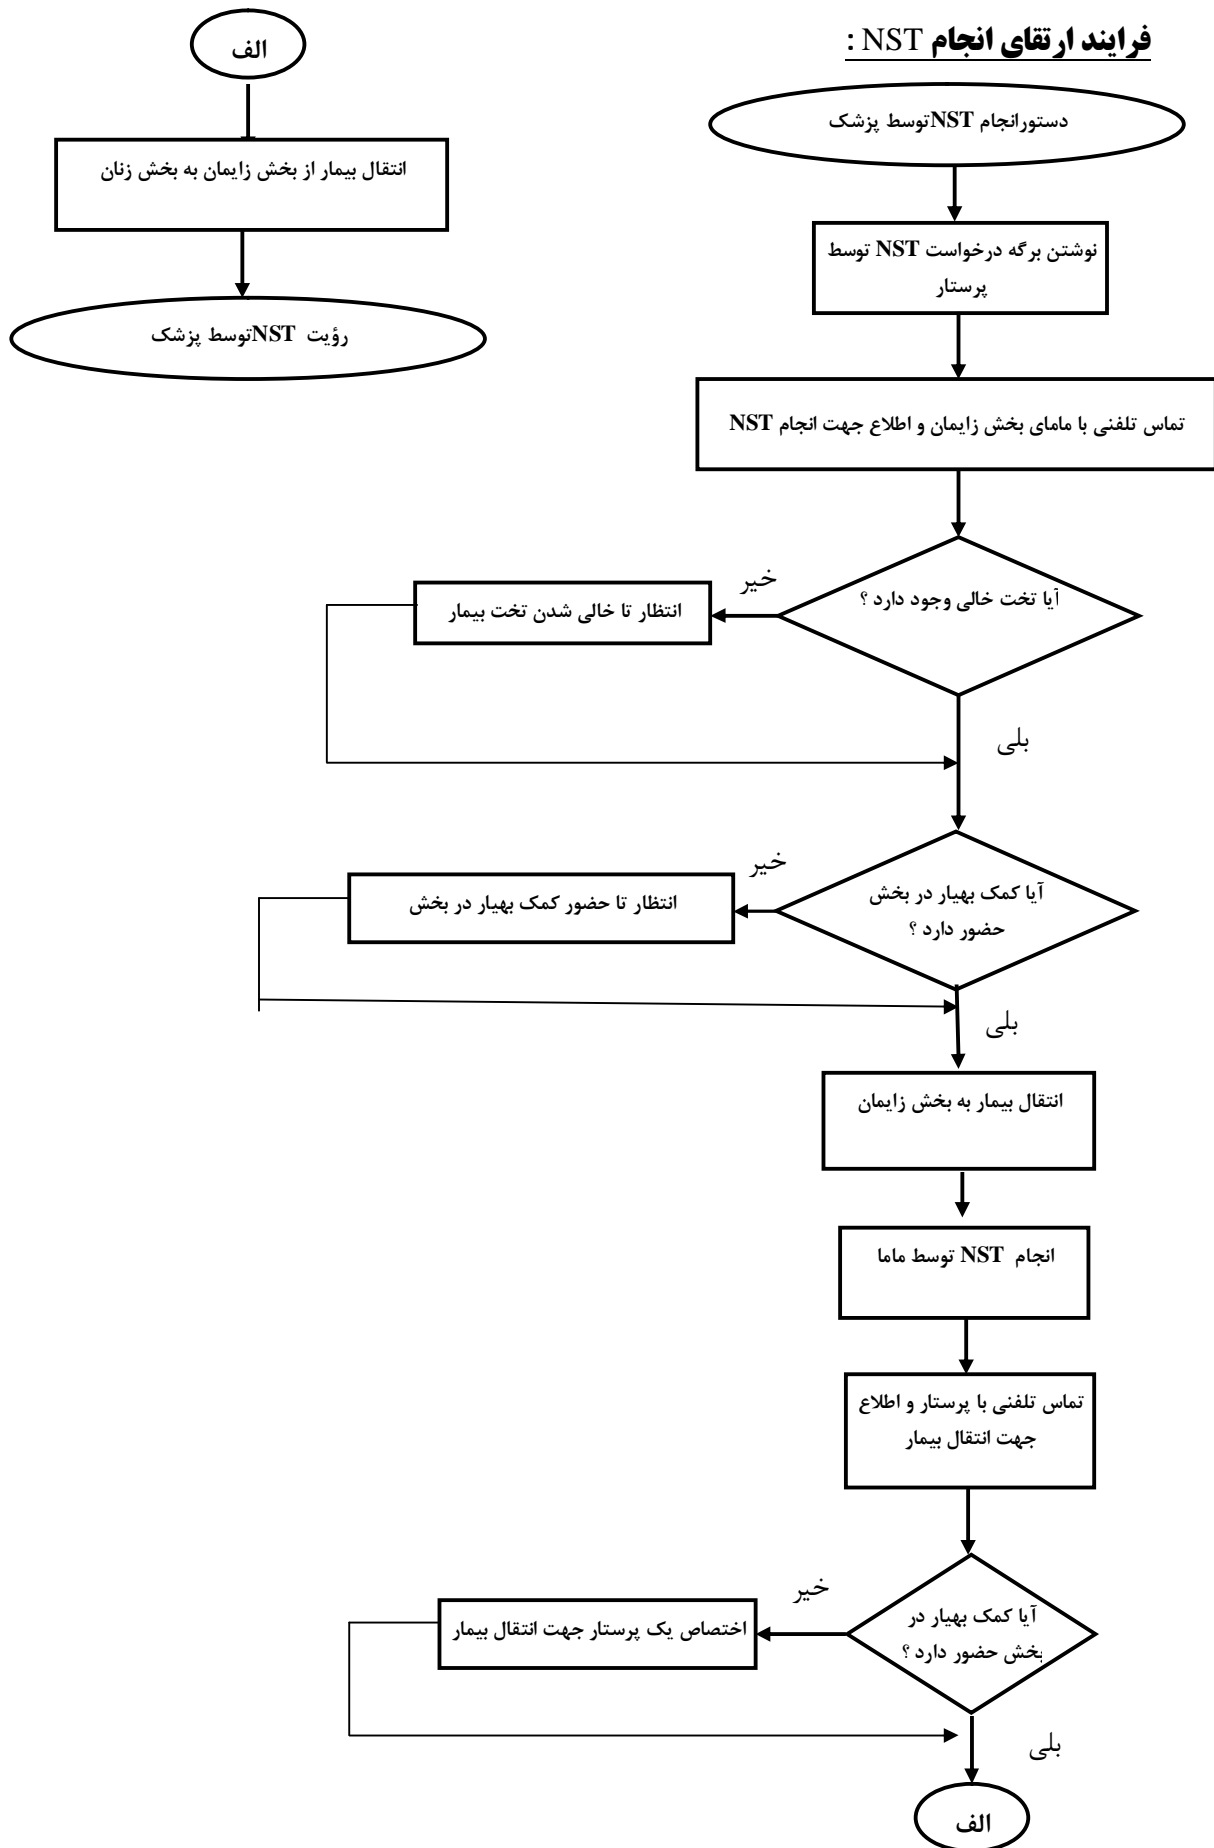 فرایند ارتقای انجام NST :
دستورانجام NSTتوسط پزشک
نوشتن برگه درخواست NST توسط
پرستار
تماس تلفنی با مامای بخش زایمان و اطلاع جهت انجام NST
آیا تخت خالی وجود دارد ؟
خیر
انتظار تا خالی شدن تخت بیمار
بلی
آیا کمک بهیار در بخش
حضور دارد ؟
خیر
انتظار تا حضور کمک بهیار در بخش
بلی
انتقال بیمار به بخش زایمان
انجام NST توسط ماما
تماس تلفنی با پرستار و اطلاع
جهت انتقال بیمار
آیا کمک بهیار در
بخش حضور دارد ؟
خیر
اختصاص یک پرستار جهت انتقال بیمار
بلی
الف
الف
انتقال بیمار از بخش زایمان به بخش زنان
رؤیت NSTتوسط پزشک